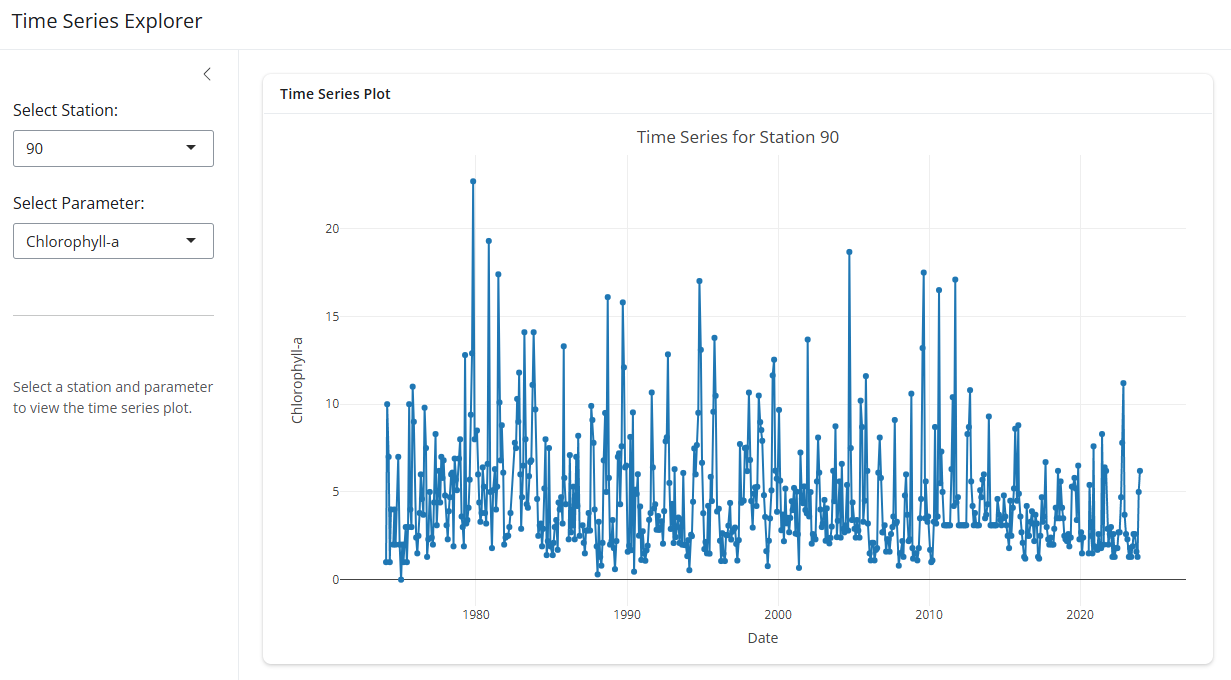 Time Series Explorer
Select Station:
90
Select Parameter:
Chlorophyll-a
Select a station and parameter
to view the time series plot.
Time Series Plot
Time Series for Station 90
Chlorophyll-a
20
15
10
5
0
1980
1990
2000
2010
2020
Date